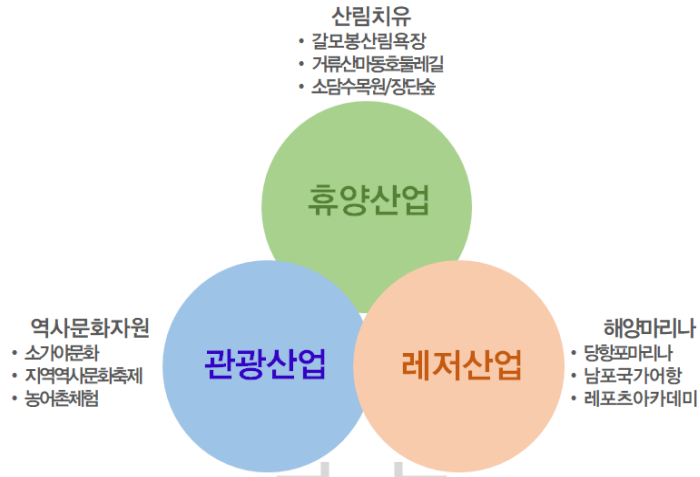 산림치유
• 갈모봉산림욕장
• 거류산마동호둘레길
• 소담수목원/장단숲
휴양산업
역사문화자원
• 소가야문화
• 지역역사문화축제
• 농어촌체험
관광산업
레저산업
해양마리나
• 당항포마리나
• 남포국가어항
• 레포츠아카데미